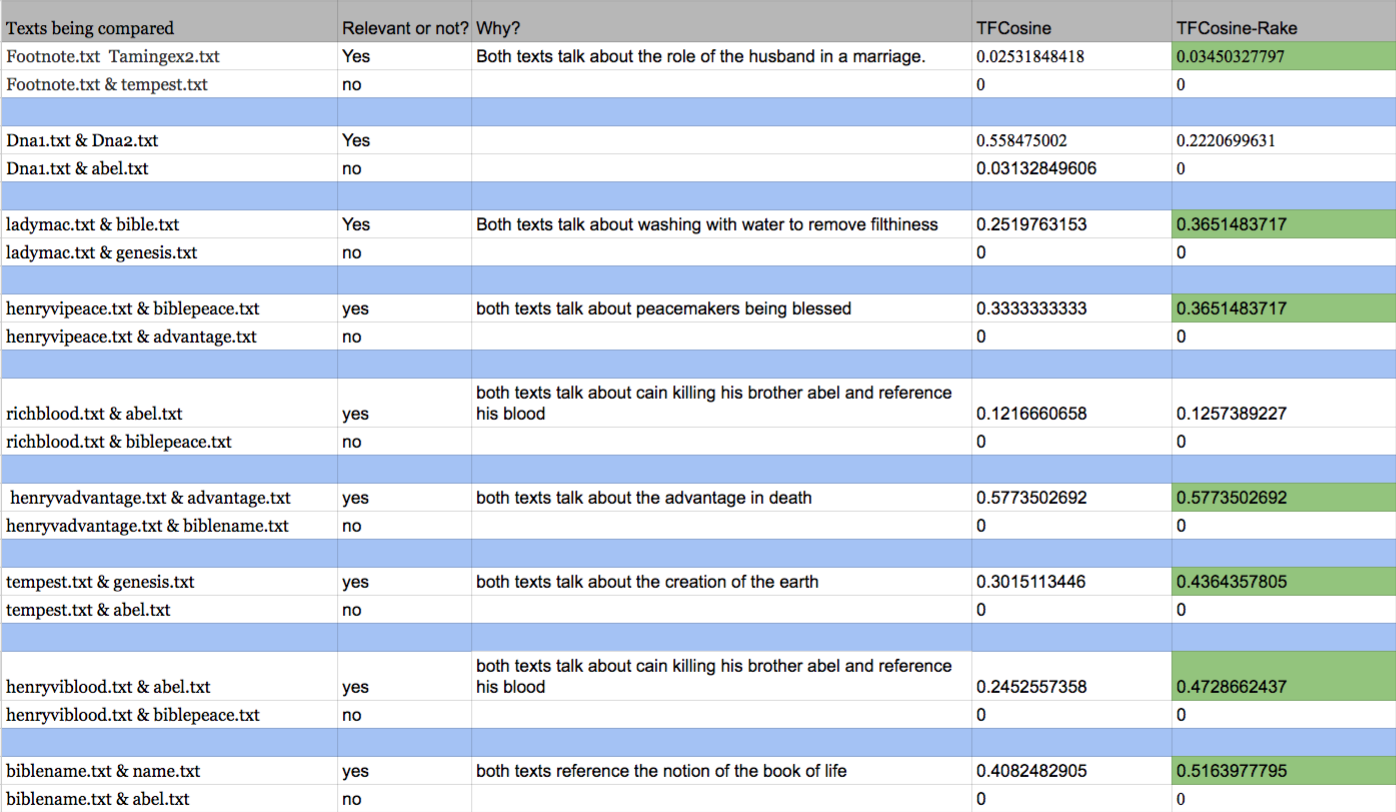 Texts being compared Relevant or not? Why? TFCosine TFCosine-Rake
Footnote.txt Tamingex2.txt Yes Both texts talk about the role of the husband in a marriage. 0.02531848418 0.03450327797
Footnote.txt & tempest.txt no 0 0
Dna1.txt & Dna2.txt Yes 0.558475002 0.2220699631
Dna1.txt & abel.txt no 0.03132849606 0
ladymac.txt & bible.txt Yes Both texts talk about washing with water to remove filthiness 0.2519763153 0.3651483717
ladymac.txt & genesis.txt no 0 0
henryvipeace.txt & biblepeace.txt yes both texts talk about peacemakers being blessed 0.3333333333 0.3651483717
henryvipeace.txt & advantage.txt no 0 0
both texts talk about cain killing his brother abel and reference
richblood.txt & abel.txt yes his blood 0.1216660658 0.1257389227
richblood.txt & biblepeace.txt no 0 0
henryvadvantage.txt & advantage.txt yes both texts talk about the advantage in death 0.5773502692 0.5773502692
henryvadvantage.txt & biblename.txt no 0 0
tempest.txt & genesis.txt yes both texts talk about the creation of the earth 0.3015113446 0.4364357805
tempest.txt & abel.txt no 0 0
both texts talk about cain killing his brother abel and reference
henryviblood.txt & abel.txt yes his blood 0.2452557358 0.4728662437
henryviblood.txt & biblepeace.txt no 0 0
biblename.txt & name.txt yes both texts reference the notion of the book of life 0.4082482905 0.5163977795
biblename.txt & abel.txt no 0 0